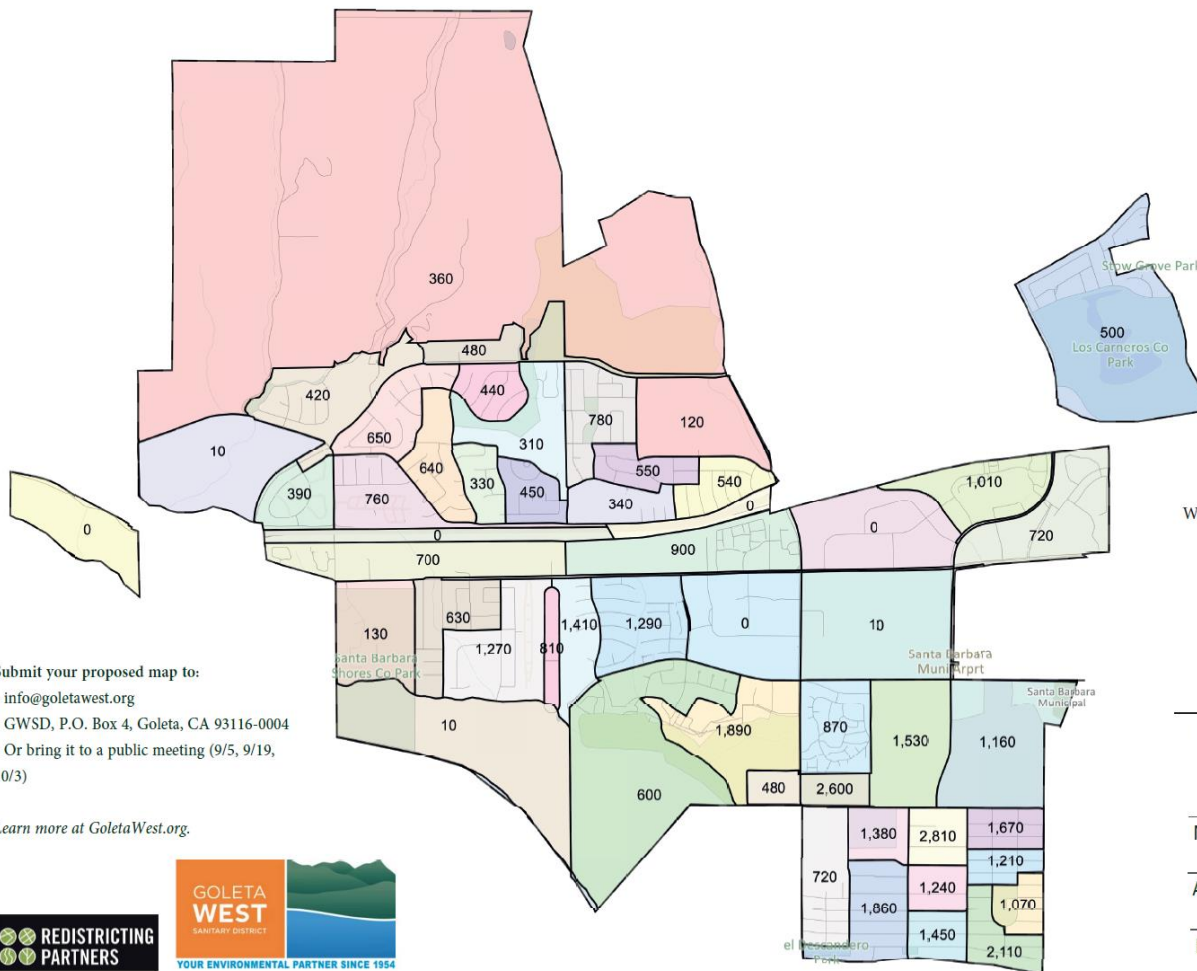 360
Stow Grove Park
500
Los Carneros Co
Park
480
440
420
780
120
650
310
10
640
550
330
450
540
390
760
340
0
1,010
W
0
0
0
720
900
700
630
1,410
1,290
0
10
130
1,270
810
Santa Barbara
Shores Co Park
Santa Barbara
Muni Arprt
Submit your proposed map to:
info@goletawest.org
GWSD, P.O. Box 4, Goleta, CA 93116-0004
Or bring it to a public meeting (9/5, 9/19,
0/3)
Learn more at GoletaWest.org.
Santa Barbara
Municipal
10
1,890
870
1,530
1,160
600
480
2,600
1,380
2,810
1,670
1,210
720
1,240
1,860
1,070
1,450
2,110
el Descandero
Park
GOLETA
WEST
SANITARY DISTRICT
YOUR ENVIRONMENTAL PARTNER SINCE 1954
REDISTRICTING
PARTNERS